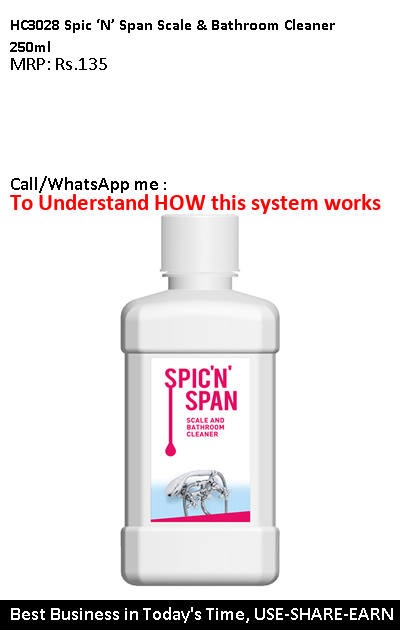 HC3028 Spic ‘N’ Span Scale & Bathroom Cleaner
250ml
MRP: Rs.135
Call/WhatsApp me :
To Understand HOW this system works
SPIC'N'
SPAN
SCALE AND
BATHROOM
CLEANER
Best Business in Today's Time, USE-SHARE-EARN